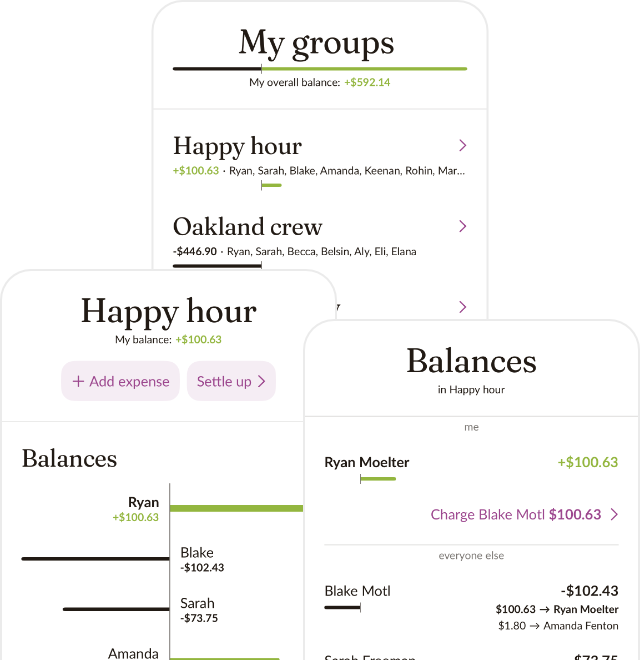 My groups
My overall balance: +$592.14
Happy hour
+$100.63 · Ryan, Sarah, Blake, Amanda, Keenan, Rohin, Mar...
Oakland crew
-$446.90 · Ryan, Sarah, Becca, Belsin, Aly, Eli, Elana
Happy hour
My balance: +$100.63
+ Add expense
Settle up
Balances
Ryan
+$100.63
Blake
-$102.43
Sarah
-$73.75
Amanda
Balances
in Happy hour
me
Ryan Moelter +$100.63
Charge Blake Motl $100.63
everyone else
Blake Motl -$102.43
$100.63 → Ryan Moelter
$1.80 → Amanda Fenton